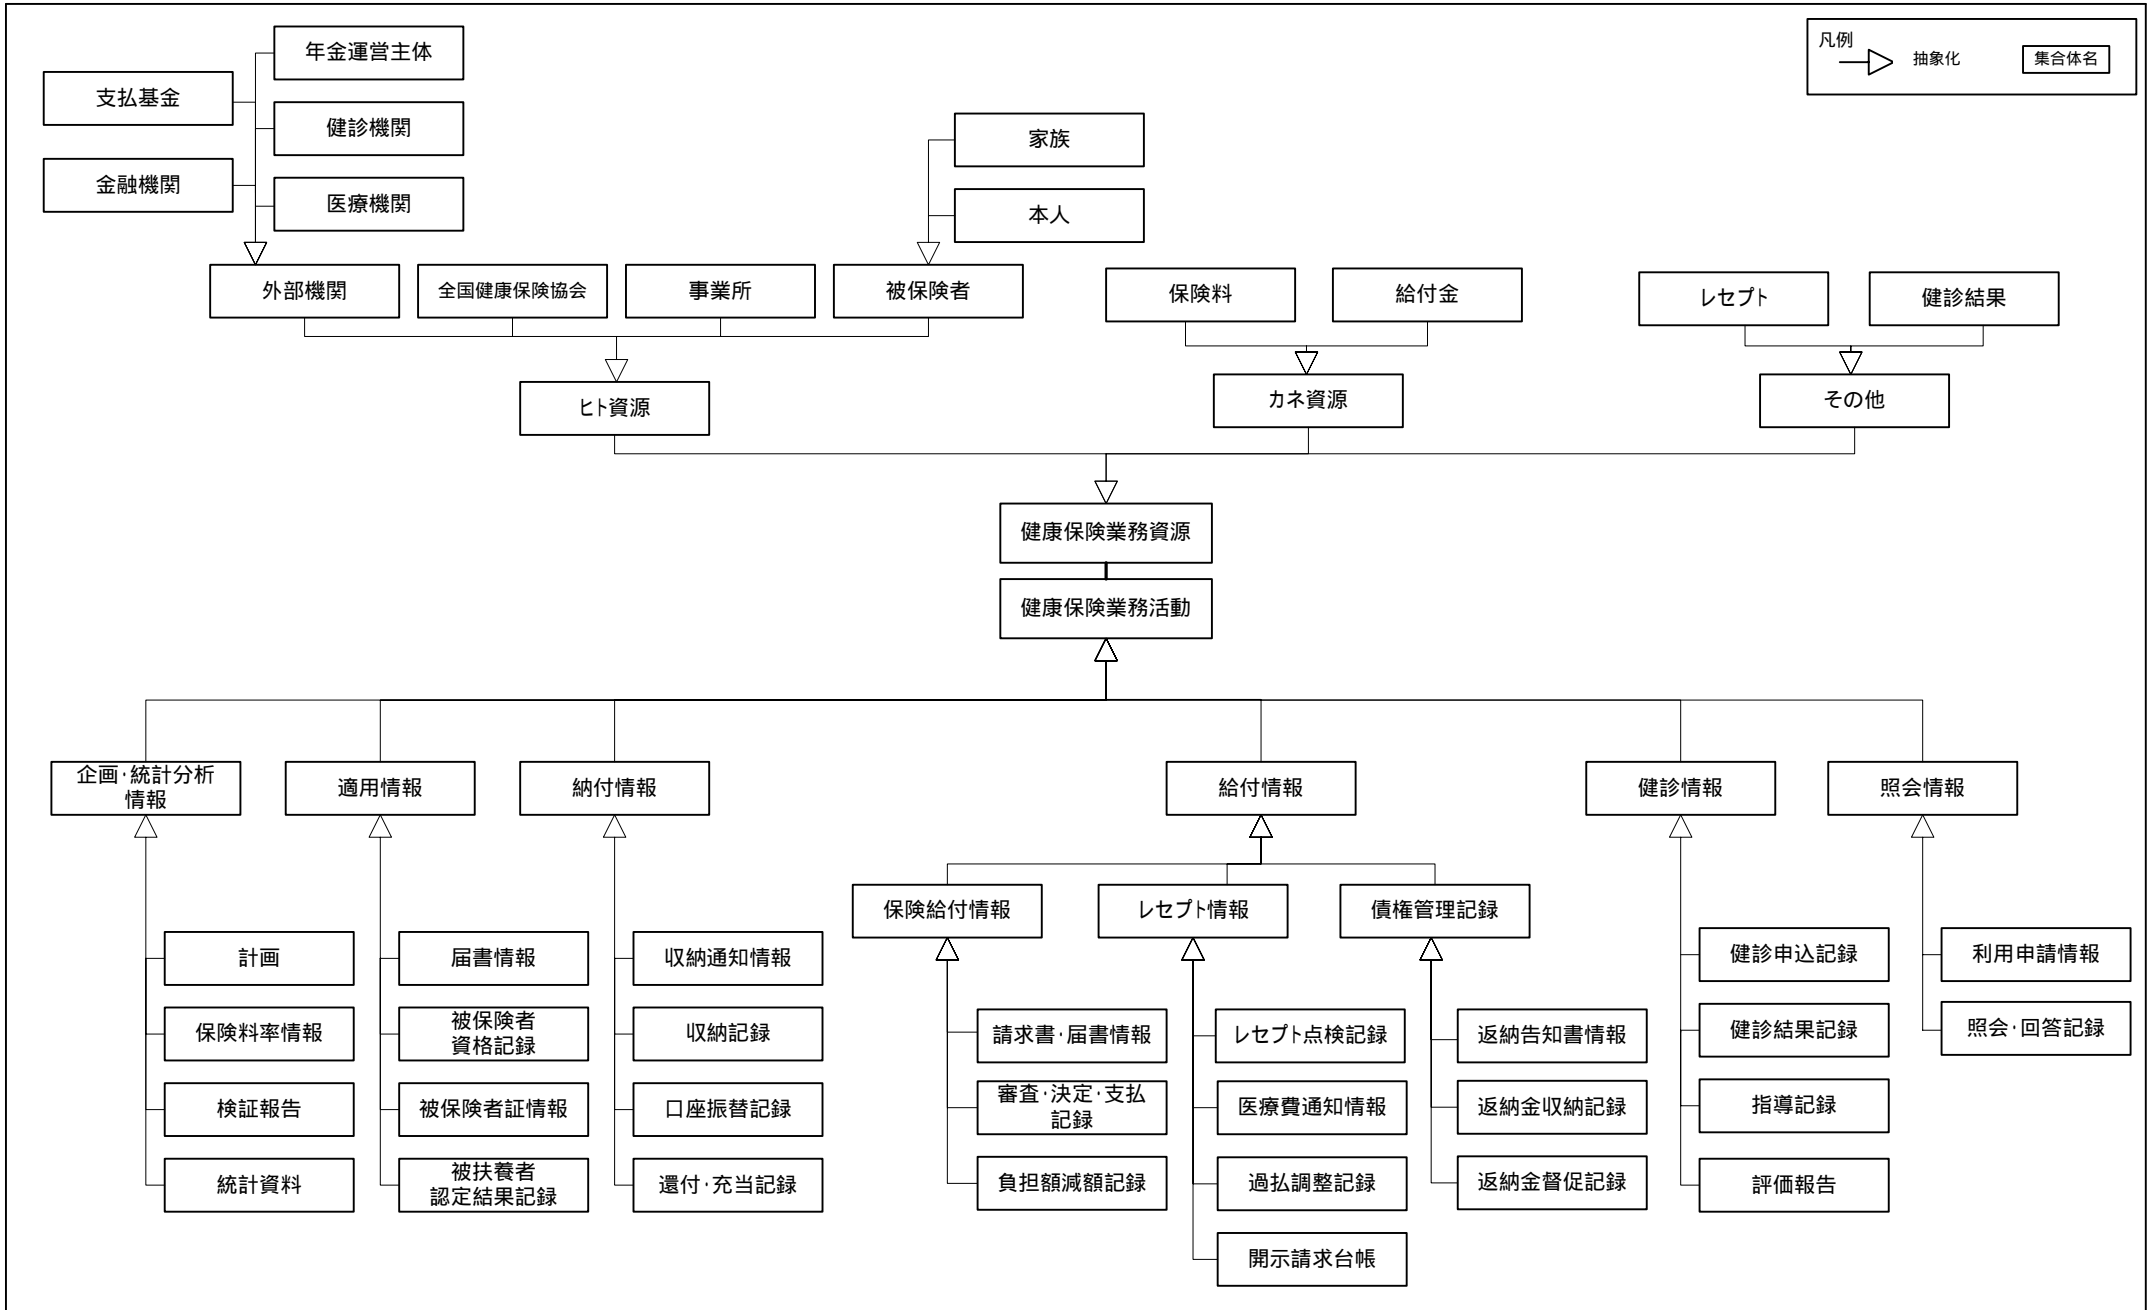 凡例
抽象化
集合体名
年金運営主体
支払基金
健診機関
金融機関
医療機関
家族
本人
外部機関
全国健康保険協会
事業所
被保険者
保険料
給付金
レセプト
健診結果
ヒト資源
カネ資源
その他
健康保険業務資源
健康保険業務活動
企画・統計分析
情報
適用情報
納付情報
給付情報
健診情報
照会情報
保険給付情報
レセプト情報
債権管理記録
計画
保険料率情報
検証報告
統計資料
届書情報
被保険者
資格記録
被保険者証情報
被扶養者
認定結果記録
収納通知情報
収納記録
口座振替記録
還付・充当記録
請求書・届書情報
審査・決定・支払
記録
負担額減額記録
レセプト点検記録
医療費通知情報
過払調整記録
開示請求台帳
返納告知書情報
返納金収納記録
返納金督促記録
健診申込記録
健診結果記録
指導記録
評価報告
利用申請情報
照会・回答記録